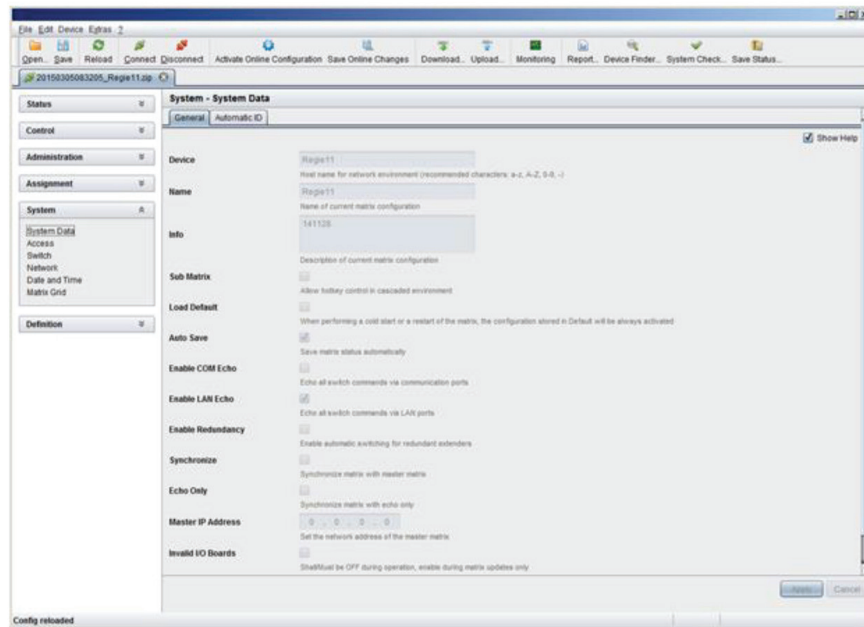 File Edit Device Extras ?
Open... Save Reload Connect Disconnect Activate Online Configuration Save Online Changes Download... Upload... Monitoring Report... Device Finder... System Check... Save Status...
20150305083205_Regie11.zip
Status
Control
Administration
Assignment
System
System Data
Access
Switch
Network
Date and Time
Matrix Grid
Definition
System - System Data
General Automatic ID
Show Help
Device Regie11
Host name for network environment (recommended characters: a-z, A-Z, 0-9, -)
Name Regie11
Name of current matrix configuration
Info 141128
Description of current matrix configuration
Sub Matrix
Allow hotkey control in cascaded environment
Load Default
When performing a cold start or a restart of the matrix, the configuration stored in Default will be always activated
Auto Save
Save matrix status automatically
Enable COM Echo
Echo all switch commands via communication ports
Enable LAN Echo
Echo all switch commands via LAN ports
Enable Redundancy
Enable automatic switching for redundant extenders
Synchronize
Synchronize matrix with master matrix
Echo Only
Synchronize matrix with echo only
Master IP Address 0 . 0 . 0 . 0
Set the network address of the master matrix
Invalid I/O Boards
Shall/Must be OFF during operation, enable during matrix updates only
Apply Cancel
Config reloaded